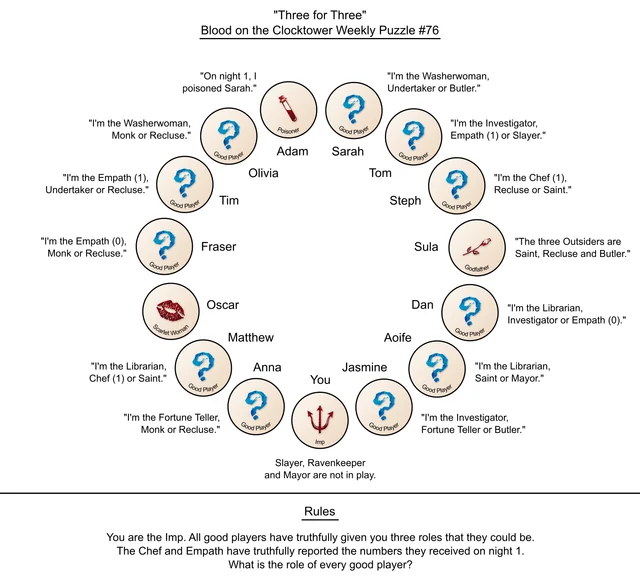 "Three for Three"
Blood on the Clocktower Weekly Puzzle #76
"On night 1, I
poisoned Sarah."
Poisoner
Adam
"I'm the Washerwoman,
Undertaker or Butler."
Good Player
Sarah
"I'm the Washerwoman,
Monk or Recluse."
Good Player
Olivia
"I'm the Investigator,
Empath (1) or Slayer."
Good Player
Tom
"I'm the Empath (1),
Undertaker or Recluse."
Good Player
Tim
"I'm the Chef (1),
Recluse or Saint."
Good Player
Steph
"I'm the Empath (0),
Monk or Recluse."
Good Player
Fraser
"The three Outsiders are
Saint, Recluse and Butler."
Godfather
Sula
Scarlet Woman
Oscar
"I'm the Librarian,
Investigator or Empath (0)."
Good Player
Dan
"I'm the Librarian,
Chef (1) or Saint."
Good Player
Matthew
"I'm the Librarian,
Saint or Mayor."
Good Player
Aoife
"I'm the Fortune Teller,
Monk or Recluse."
Good Player
Anna
"I'm the Investigator,
Fortune Teller or Butler."
Good Player
Jasmine
You
Imp
Slayer, Ravenkeeper
and Mayor are not in play.
Rules
You are the Imp. All good players have truthfully given you three roles that they could be.
The Chef and Empath have truthfully reported the numbers they received on night 1.
What is the role of every good player?